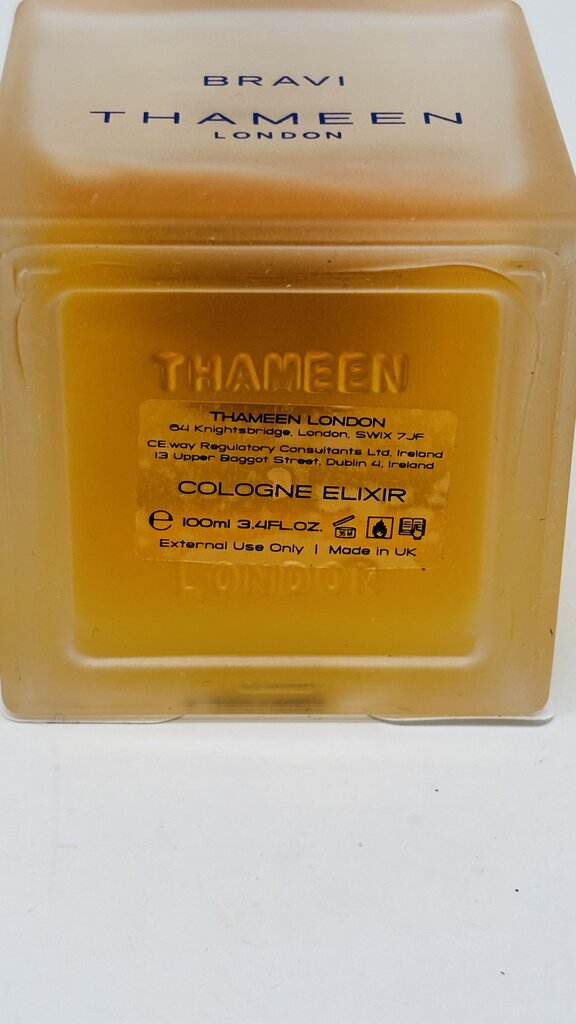 BRAVI
THAMEEN
LONDON
THAMEEN
THAMEEN LONDON
64 Knightsbridge, London, SW1X 7JF
CE.way Regulatory Consultants Ltd, Ireland
13 Upper Baggot Street, Dublin 4, Ireland
COLOGNE ELIXIR
e 100ml 3.4FL.OZ. 36 M
External Use Only | Made in UK
LONDON